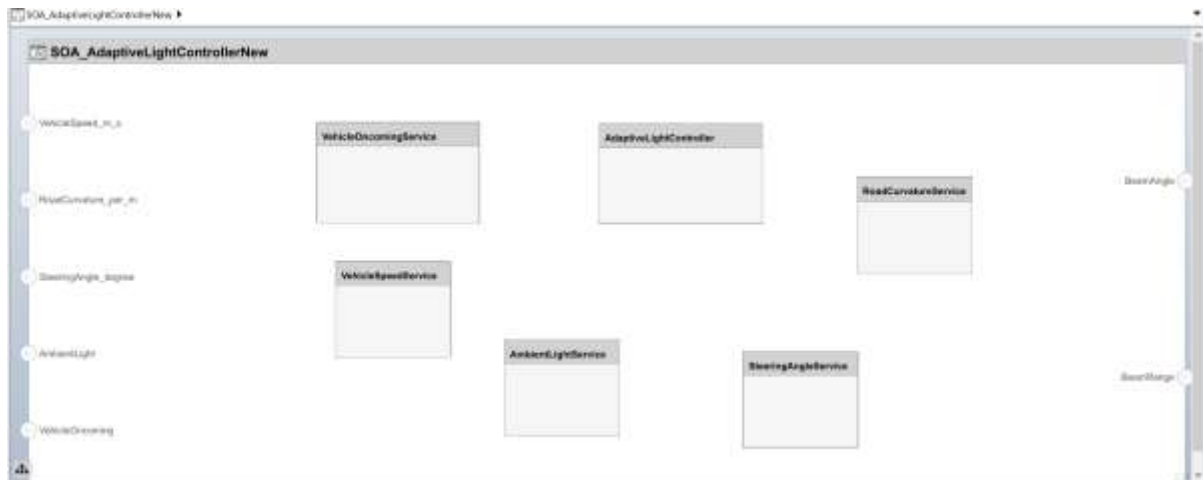 SOA_AdaptiveLightControllerNew
SOA_AdaptiveLightControllerNew
VehicleSpeed_m_s
VehicleOncomingService
AdaptiveLightController
RoadCurvatureService
BeamAngle
RoadCurvature_per_m
SteeringAngle_degree
VehicleSpeedService
AmbientLight
AmbientLightService
SteeringAngleService
BeamRange
VehicleOncoming